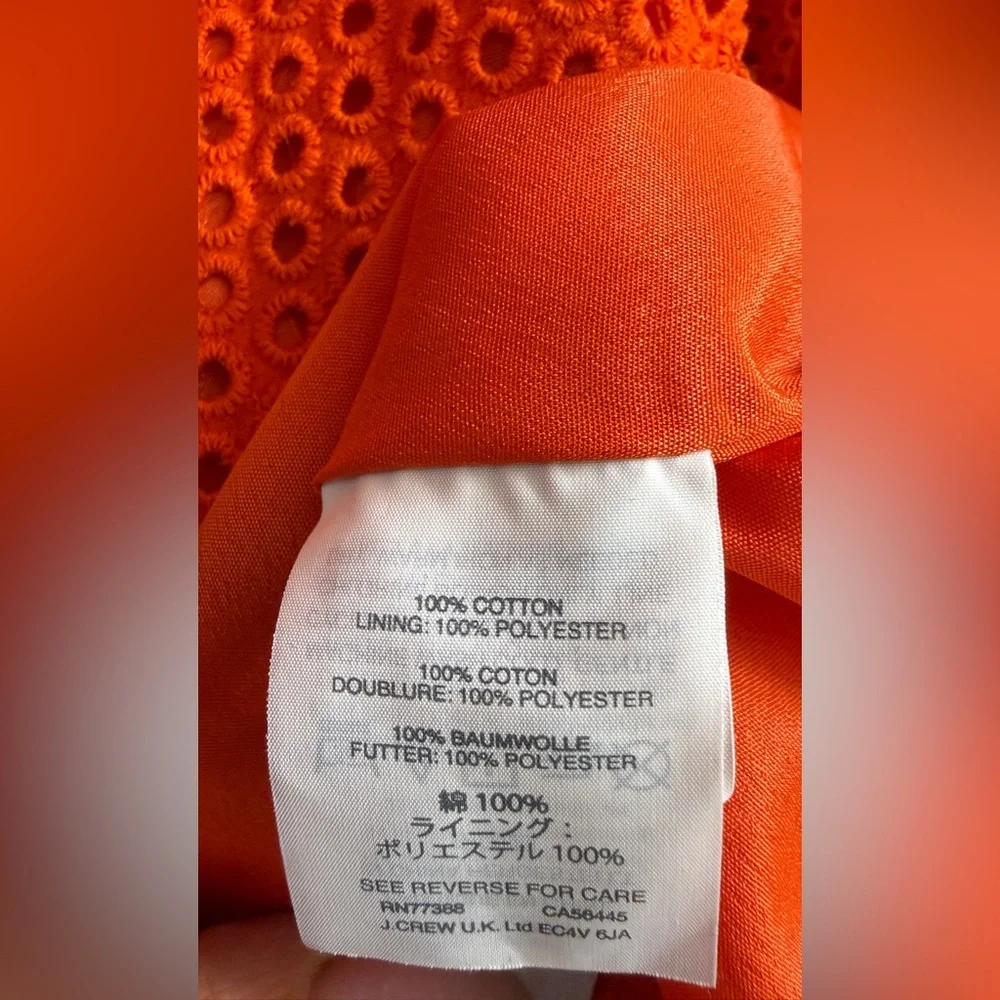 100% COTTON
LINING: 100% POLYESTER
100% COTON
DOUBLURE: 100% POLYESTER
100% BAUMWOLLE
FUTTER: 100% POLYESTER
綿 100%
ライニング :
ポリエステル 100%
SEE REVERSE FOR CARE
RN77388 CA56445
J.CREW U.K. Ltd EC4V 6JA